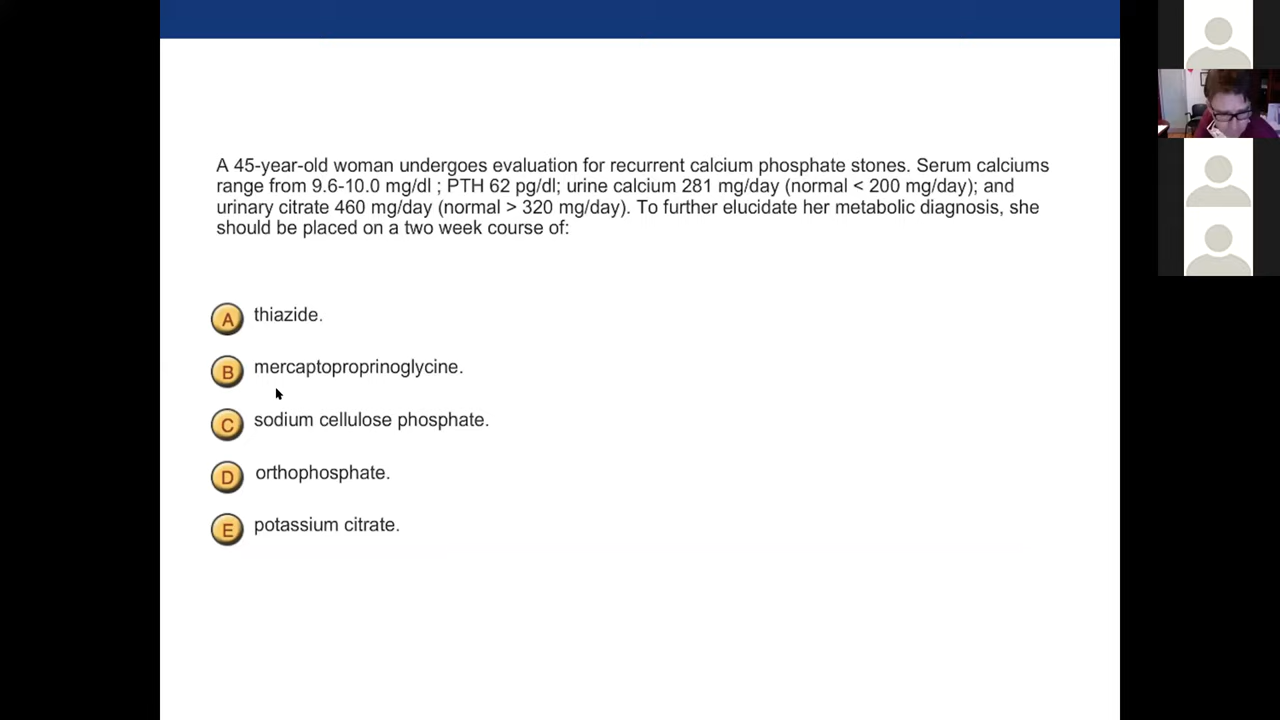 A 45-year-old woman undergoes evaluation for recurrent calcium phosphate stones. Serum calciums
range from 9.6-10.0 mg/dl ; PTH 62 pg/dl; urine calcium 281 mg/day (normal < 200 mg/day); and
urinary citrate 460 mg/day (normal > 320 mg/day). To further elucidate her metabolic diagnosis, she
should be placed on a two week course of:
A thiazide.
B mercaptoproprinoglycine.
C sodium cellulose phosphate.
D orthophosphate.
E potassium citrate.